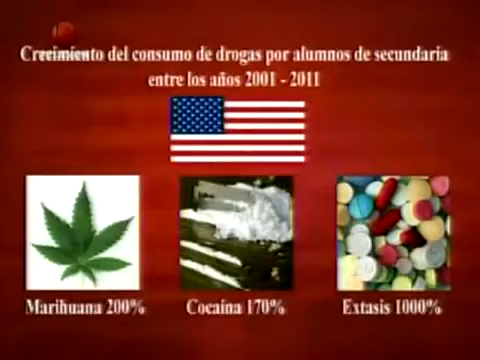 Crecimiento del consumo de drogas por alumnos de secundaria
entre los años 2001 - 2011
Marihuana 200%
Cocaina 170%
Extasis 1000%